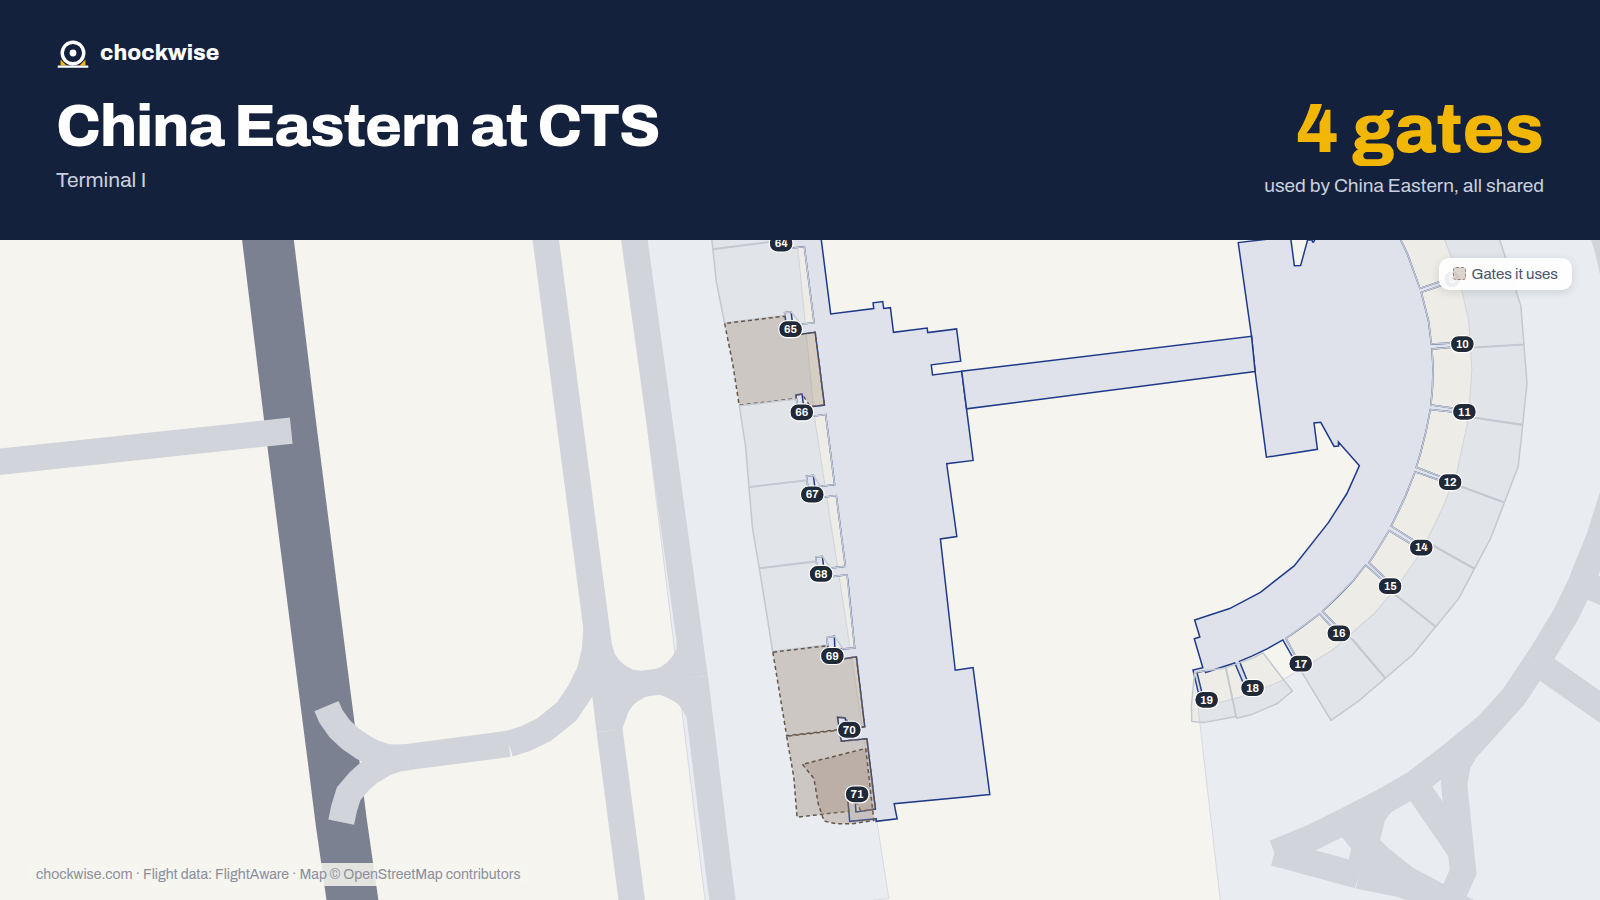 chockwise
China Eastern at CTS
Terminal I
4 gates
used by China Eastern, all shared
Gates it uses
64
65
66
67
68
69
70
71
10
11
12
14
15
16
17
18
19
chockwise.com · Flight data: FlightAware · Map © OpenStreetMap contributors